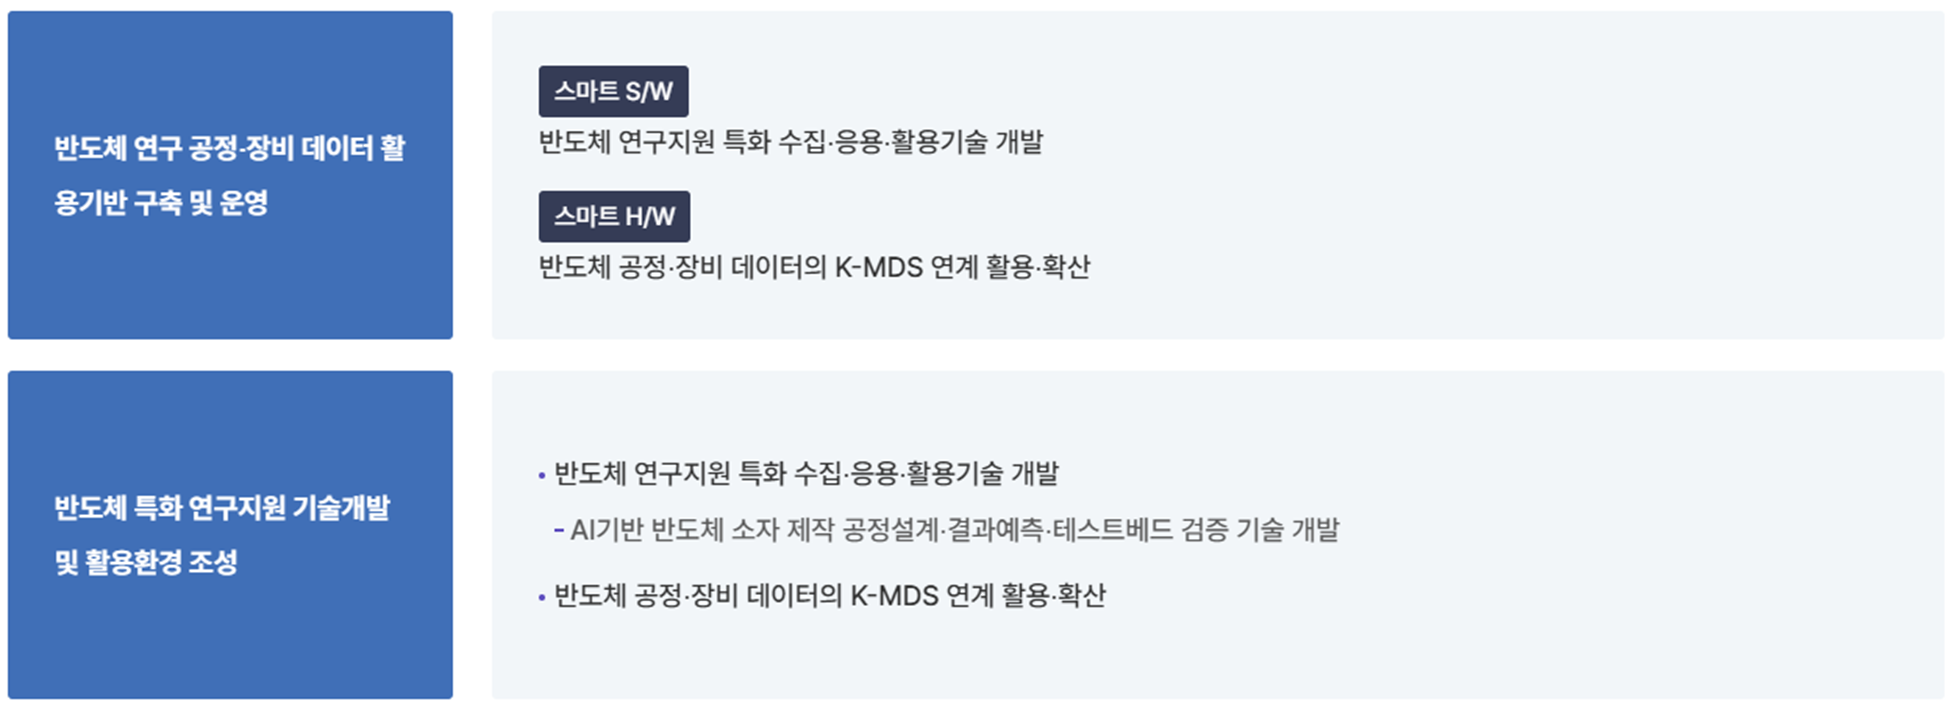 반도체 연구 공정·장비 데이터 활
용기반 구축 및 운영
스마트 S/W
반도체 연구지원 특화 수집·응용·활용기술 개발
스마트 H/W
반도체 공정·장비 데이터의 K-MDS 연계 활용·확산
반도체 특화 연구지원 기술개발
및 활용환경 조성
• 반도체 연구지원 특화 수집·응용·활용기술 개발
- AI기반 반도체 소자 제작 공정설계·결과예측·테스트베드 검증 기술 개발
• 반도체 공정·장비 데이터의 K-MDS 연계 활용·확산